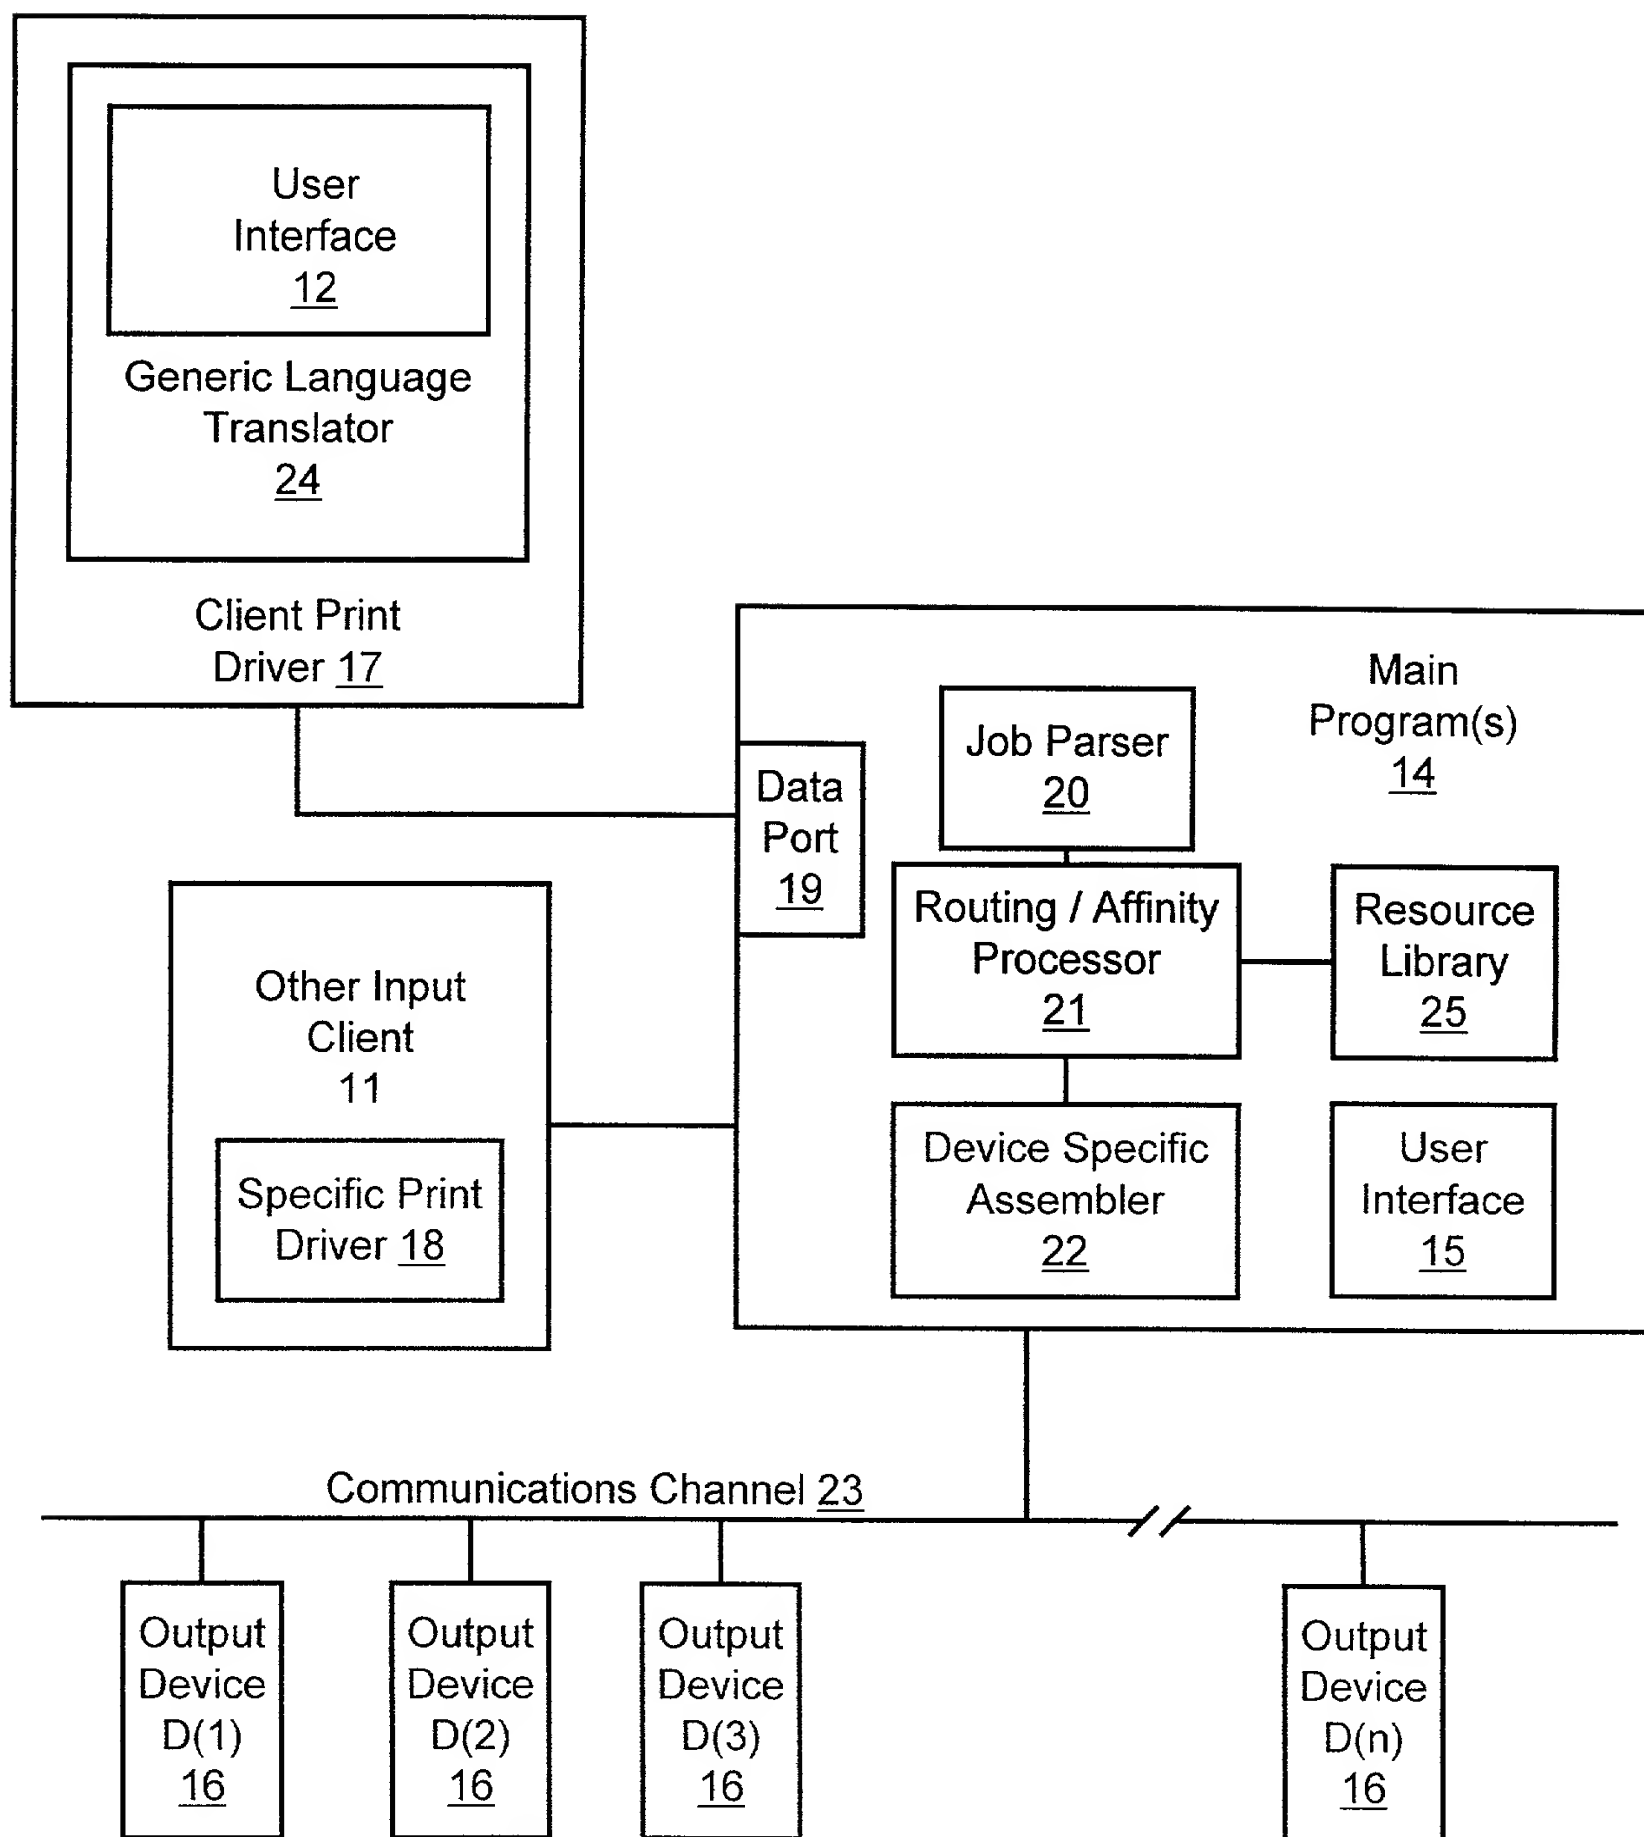 User
Interface
12
Generic Language
Translator
24
Client Print
Driver 17
Main
Program(s)
14
Job Parser
20
Data
Port
19
Routing / Affinity
Processor
21
Resource
Library
25
Other Input
Client
11
Specific Print
Driver 18
Device Specific
Assembler
22
User
Interface
15
Communications Channel 23
Output
Device
D(1)
16
Output
Device
D(2)
16
Output
Device
D(3)
16
Output
Device
D(n)
16